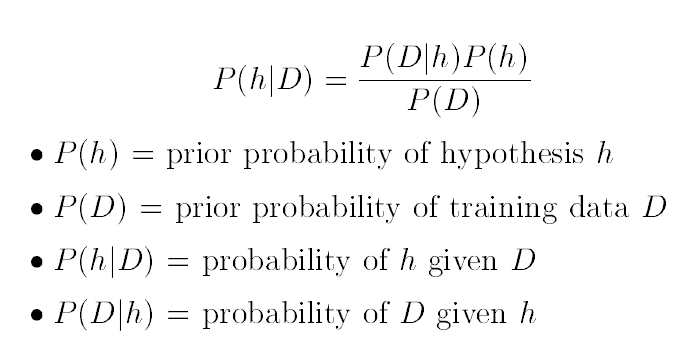 P(h|D) = P(D|h)P(h) / P(D)
• P(h) = prior probability of hypothesis h
• P(D) = prior probability of training data D
• P(h|D) = probability of h given D
• P(D|h) = probability of D given h